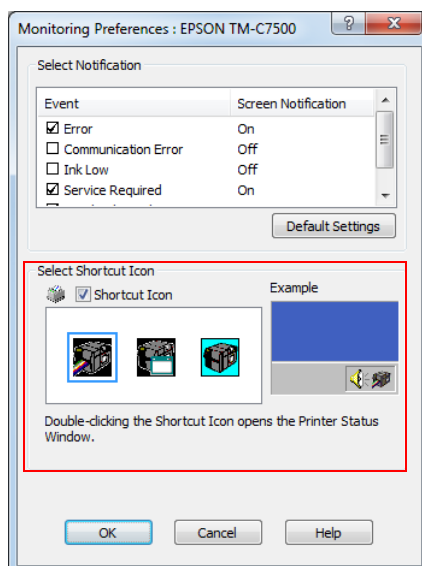 Monitoring Preferences : EPSON TM-C7500
Select Notification
Event Screen Notification
Error On
Communication Error Off
Ink Low Off
Service Required On
Default Settings
Select Shortcut Icon
Shortcut Icon
Example
Double-clicking the Shortcut Icon opens the Printer Status
Window.
OK Cancel Help